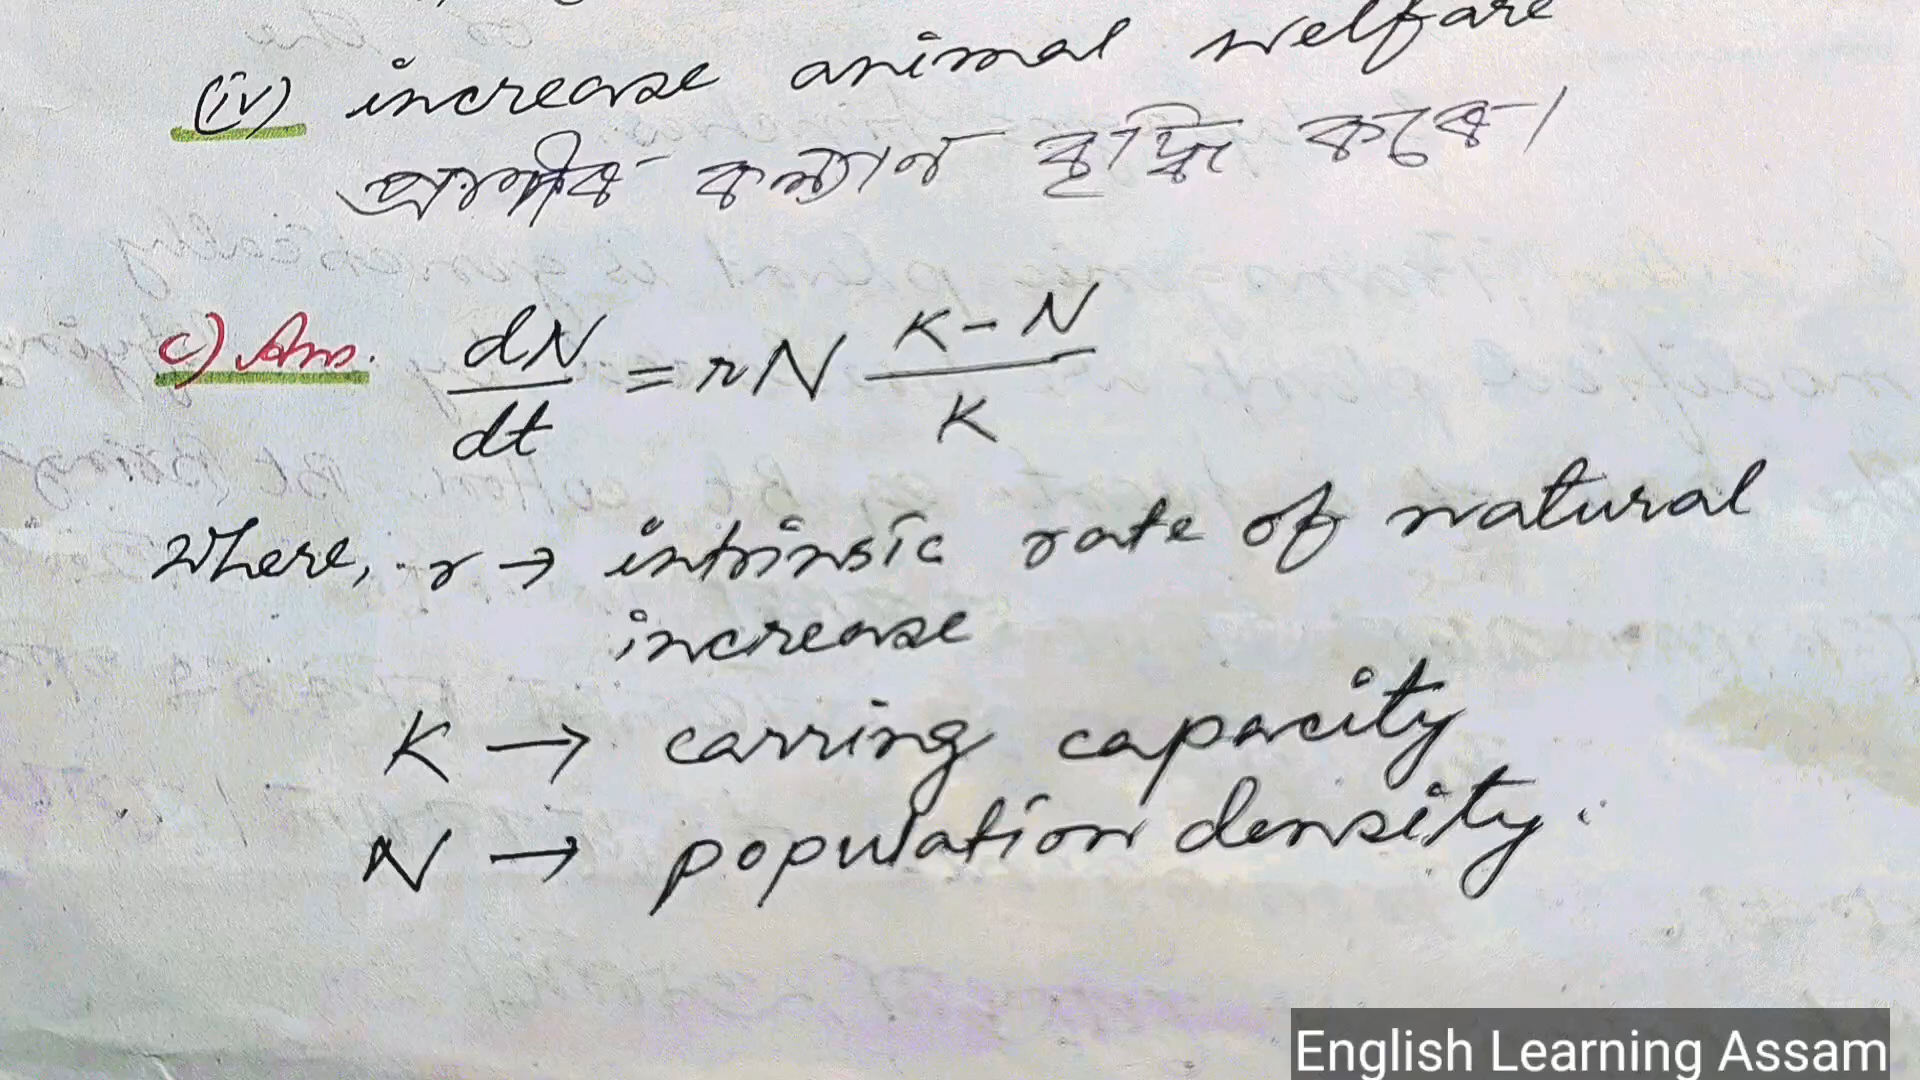 (iv) increase animal welfare
প্ৰাণীৰ কল্যাণ বৃদ্ধি কৰে।
c) Ans. dN/dt = rN (K-N)/K
Where, r → intrinsic rate of natural
increase
K → carring capacity
N → population density.
English Learning Assam